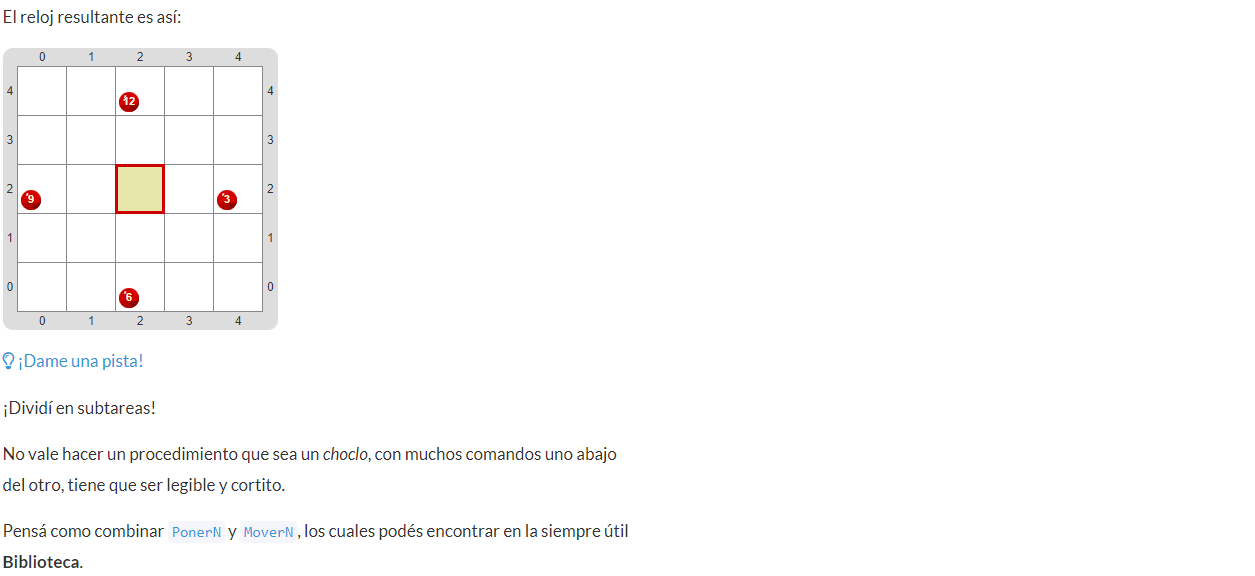 El reloj resultante es así:
0 1 2 3 4
4 12 4
3 3
2 9 3 2
1 1
0 6 0
0 1 2 3 4
¡Dame una pista!
¡Dividí en subtareas!
No vale hacer un procedimiento que sea un choclo, con muchos comandos uno abajo
del otro, tiene que ser legible y cortito.
Pensá como combinar PonerN y MoverN, los cuales podés encontrar en la siempre útil
Biblioteca.